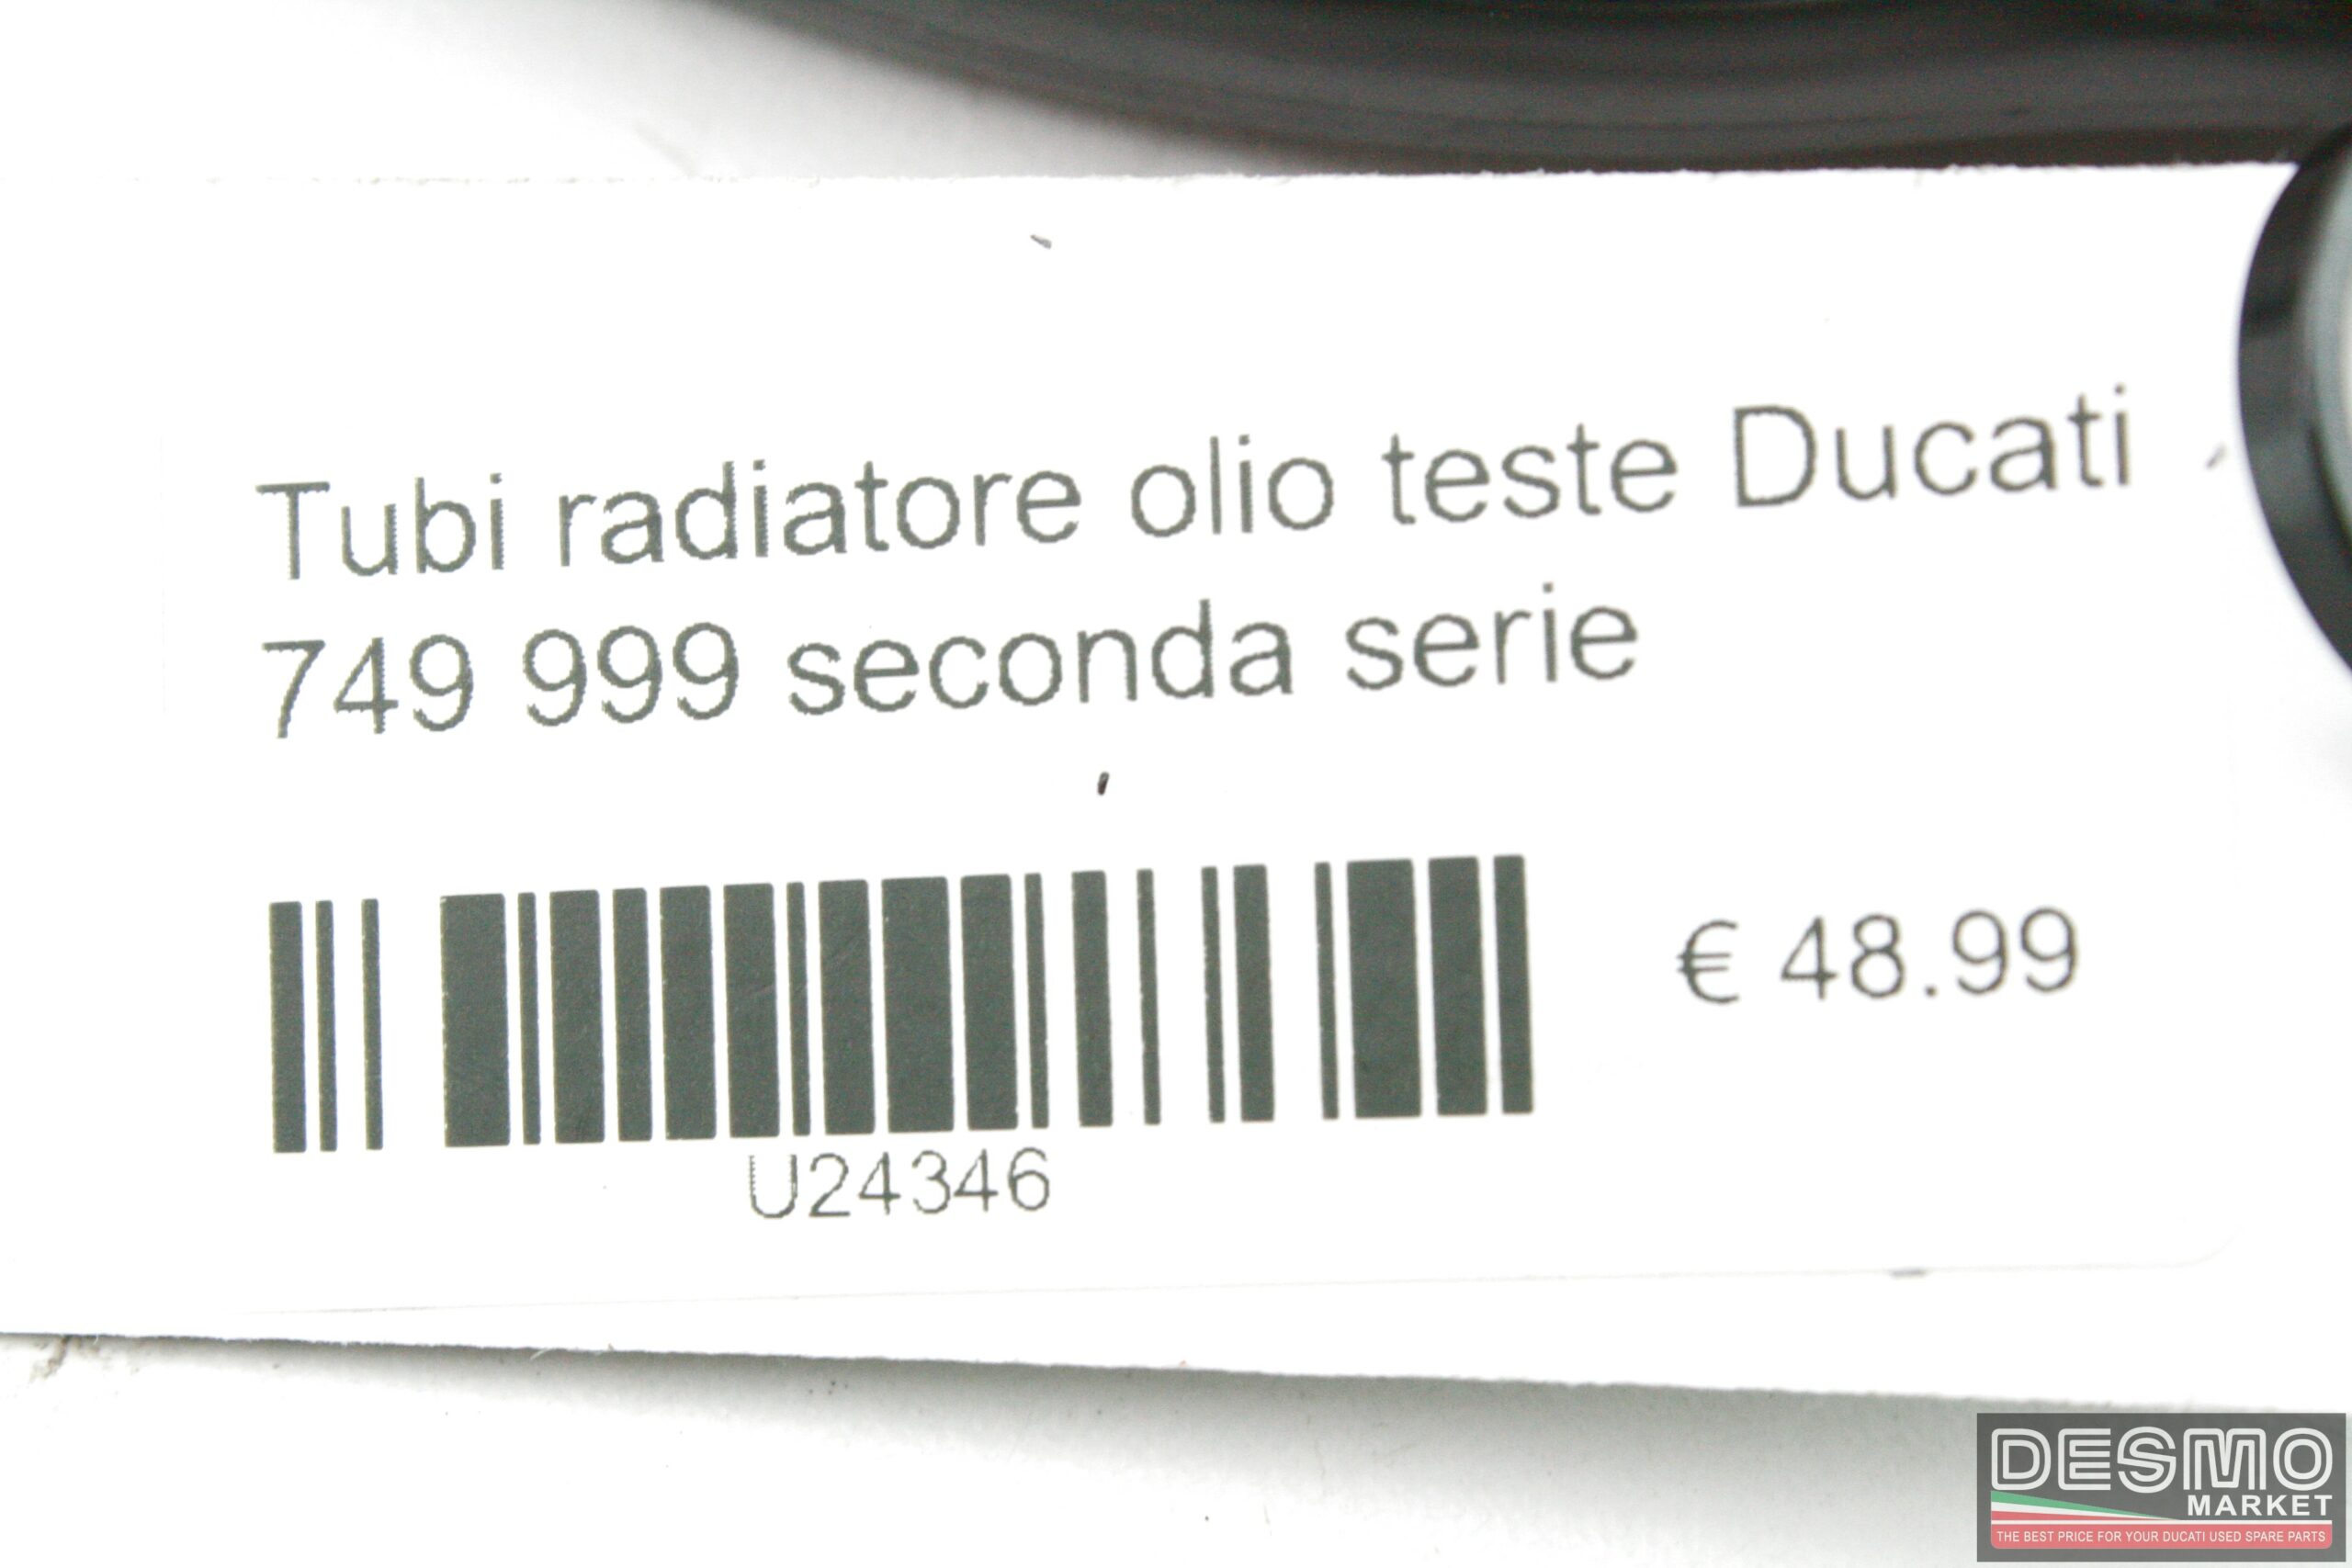 Tubi radiatore olio teste Ducati
749 999 seconda serie
€ 48.99
U24346
DESMO
MARKET
THE BEST PRICE FOR YOUR DUCATI USED SPARE PARTS